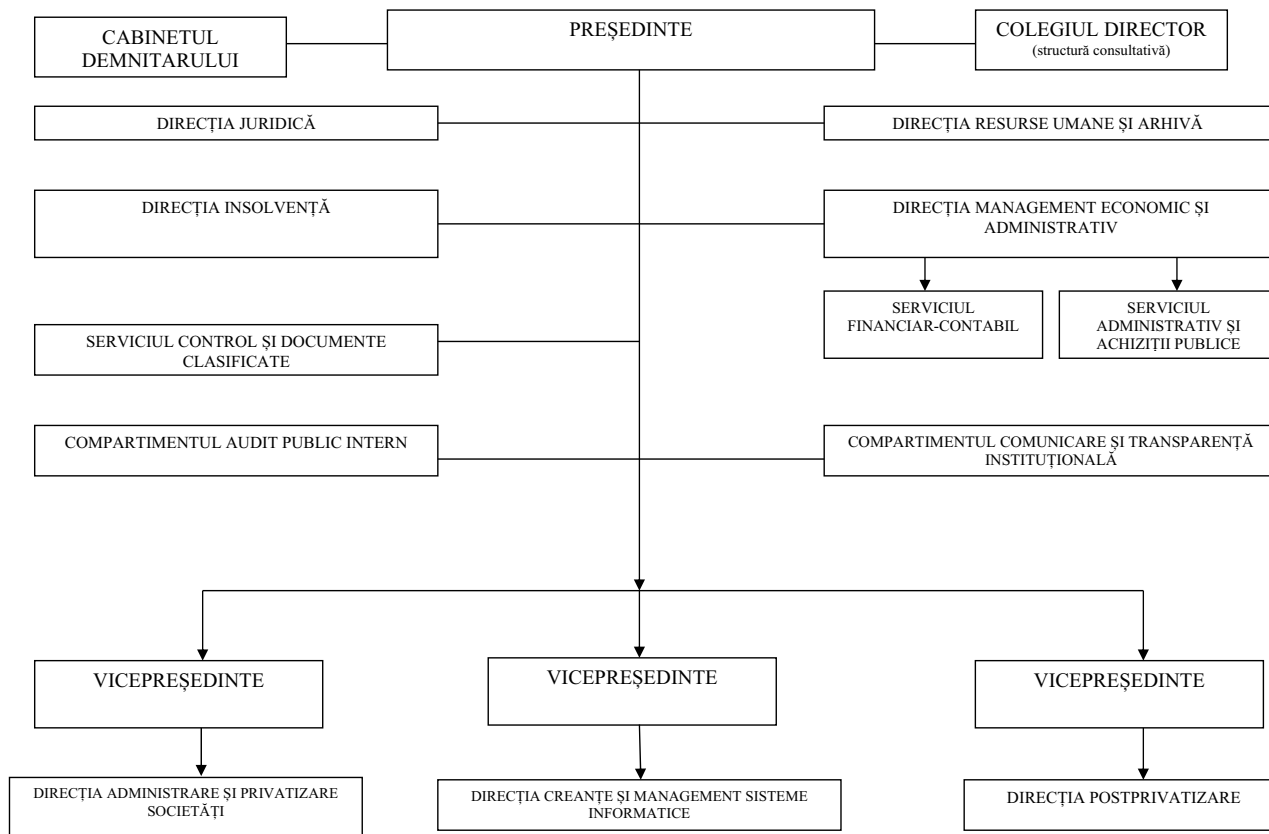 CABINETUL
DEMNITARULUI
PREȘEDINTE
COLEGIUL DIRECTOR
(structură consultativă)
DIRECȚIA JURIDICĂ
DIRECȚIA RESURSE UMANE ȘI ARHIVĂ
DIRECȚIA INSOLVENȚĂ
DIRECȚIA MANAGEMENT ECONOMIC ȘI
ADMINISTRATIV
SERVICIUL
FINANCIAR-CONTABIL
SERVICIUL
ADMINISTRATIV ȘI
ACHIZIȚII PUBLICE
SERVICIUL CONTROL ȘI DOCUMENTE
CLASIFICATE
COMPARTIMENTUL AUDIT PUBLIC INTERN
COMPARTIMENTUL COMUNICARE ȘI TRANSPARENȚĂ
INSTITUȚIONALĂ
VICEPREȘEDINTE
VICEPREȘEDINTE
VICEPREȘEDINTE
DIRECȚIA ADMINISTRARE ȘI PRIVATIZARE
SOCIETĂȚI
DIRECȚIA CREANȚE ȘI MANAGEMENT SISTEME
INFORMATICE
DIRECȚIA POSTPRIVATIZARE